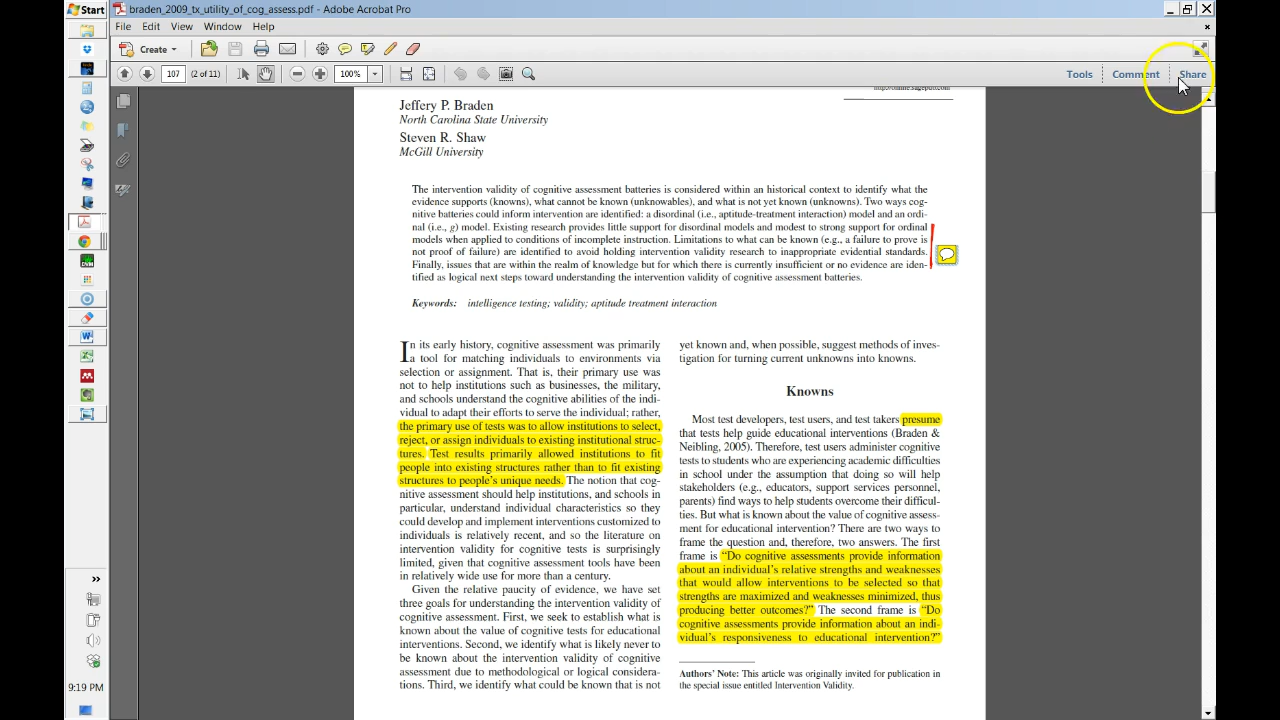 Start
braden_2009_tx_utility_of_cog_assess.pdf - Adobe Acrobat Pro
File Edit View Window Help
Create
107 (2 of 11) 100%
Tools Comment Share
http://online.sagepub.com
Jeffery P. Braden
North Carolina State University
Steven R. Shaw
McGill University
The intervention validity of cognitive assessment batteries is considered within an historical context to identify what the
evidence supports (knowns), what cannot be known (unknowables), and what is not yet known (unknowns). Two ways cog-
nitive batteries could inform intervention are identified: a disordinal (i.e., aptitude-treatment interaction) model and an ordi-
nal (i.e., g) model. Existing research provides little support for disordinal models and modest to strong support for ordinal
models when applied to conditions of incomplete instruction. Limitations to what can be known (e.g., a failure to prove is
not proof of failure) are identified to avoid holding intervention validity research to inappropriate evidential standards.
Finally, issues that are within the realm of knowledge but for which there is currently insufficient or no evidence are iden-
tified as logical next steps toward understanding the intervention validity of cognitive assessment batteries.
Keywords: intelligence testing; validity; aptitude treatment interaction
In its early history, cognitive assessment was primarily
a tool for matching individuals to environments via
selection or assignment. That is, their primary use was
not to help institutions such as businesses, the military,
and schools understand the cognitive abilities of the indi-
vidual to adapt their efforts to serve the individual; rather,
the primary use of tests was to allow institutions to select,
reject, or assign individuals to existing institutional struc-
tures. Test results primarily allowed institutions to fit
people into existing structures rather than to fit existing
structures to people's unique needs. The notion that cog-
nitive assessment should help institutions, and schools in
particular, understand individual characteristics so they
could develop and implement interventions customized to
individuals is relatively recent, and so the literature on
intervention validity for cognitive tests is surprisingly
limited, given that cognitive assessment tools have been
in relatively wide use for more than a century.
Given the relative paucity of evidence, we have set
three goals for understanding the intervention validity of
cognitive assessment. First, we seek to establish what is
known about the value of cognitive tests for educational
interventions. Second, we identify what is likely never to
be known about the intervention validity of cognitive
assessment due to methodological or logical considera-
tions. Third, we identify what could be known that is not
yet known and, when possible, suggest methods of inves-
tigation for turning current unknowns into knowns.
Knowns
Most test developers, test users, and test takers presume
that tests help guide educational interventions (Braden &
Neibling, 2005). Therefore, test users administer cognitive
tests to students who are experiencing academic difficulties
in school under the assumption that doing so will help
stakeholders (e.g., educators, support services personnel,
parents) find ways to help students overcome their difficul-
ties. But what is known about the value of cognitive assess-
ment for educational intervention? There are two ways to
frame the question and, therefore, two answers. The first
frame is “Do cognitive assessments provide information
about an individual's relative strengths and weaknesses
that would allow interventions to be selected so that
strengths are maximized and weaknesses minimized, thus
producing better outcomes?” The second frame is “Do
cognitive assessments provide information about an indi-
vidual's responsiveness to educational intervention?”
Authors' Note: This article was originally invited for publication in
the special issue entitled Intervention Validity.
9:19 PM